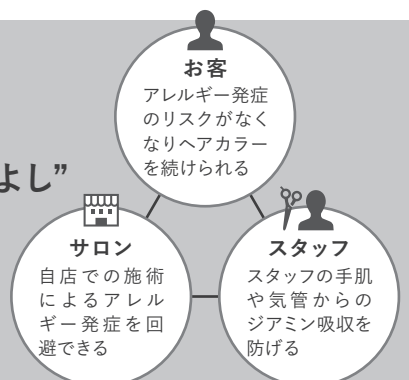 お客
アレルギー発症
のリスクがなく
なりヘアカラー
を続けられる
よし”
サロン
自店での施術
によるアレル
ギー発症を回
避できる
スタッフ
スタッフの手肌
や気管からの
ジアミン吸収を
防げる